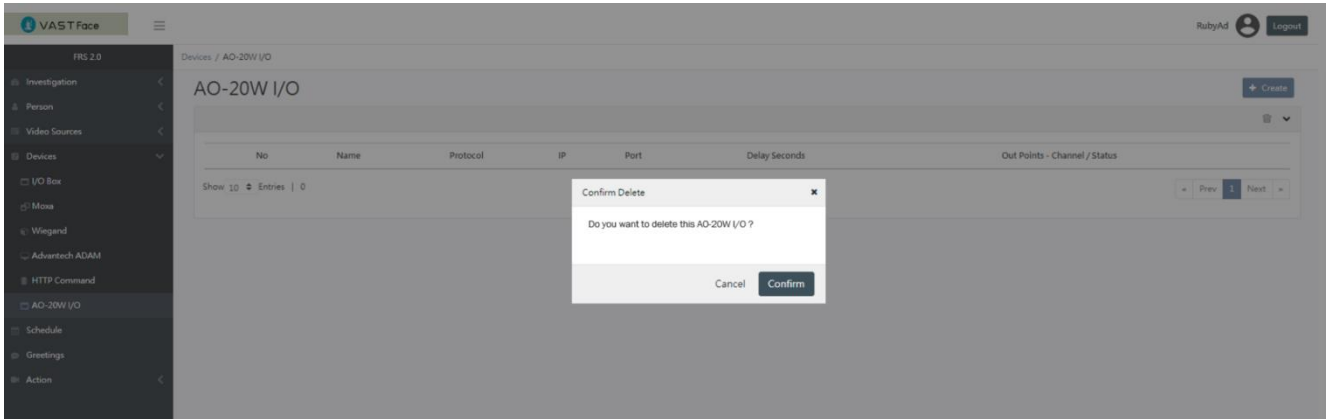 VASTFace
RubyAd Logout
FRS 2.0
Devices / AO-20W I/O
Investigation
AO-20W I/O
+ Create
Person
Video Sources
Devices
No Name Protocol IP Port Delay Seconds Out Points - Channel / Status
I/O Box
Show 10 Entries | 0
« Prev 1 Next »
Confirm Delete
Moxa
Do you want to delete this AO-20W I/O ?
Wiegand
Advantech ADAM
HTTP Command
Cancel Confirm
AO-20W I/O
Schedule
Greetings
Action